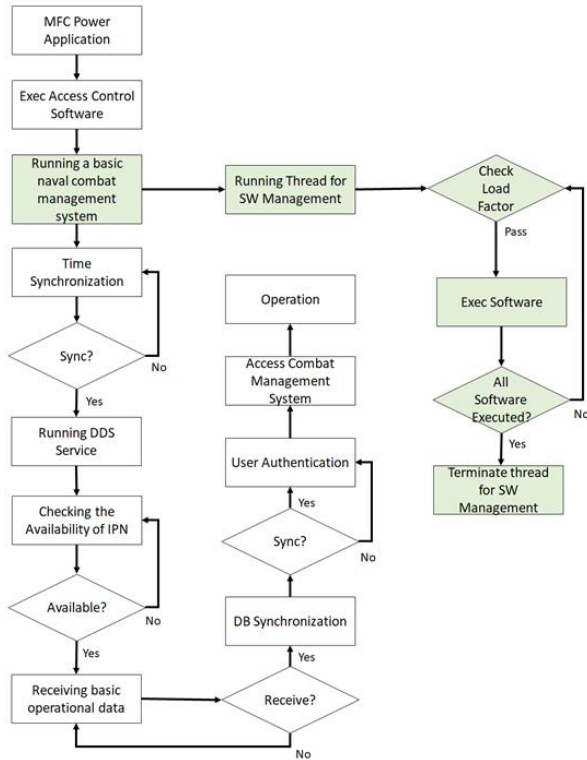 MFC Power
Application
Exec Access Control
Software
Running a basic
naval combat
management
system
Running Thread for
SW Management
Check
Load
Factor
Pass
Time
Synchronization
Sync?
No
Yes
Running DDS
Service
Checking the
Availability of IPN
Available?
No
Yes
Receiving basic
operational data
Operation
Access Combat
Management
System
User Authentication
Yes
Sync?
No
DB Synchronization
Yes
Receive?
No
Exec Software
All
Software
Executed?
No
Yes
Terminate thread
for SW
Management